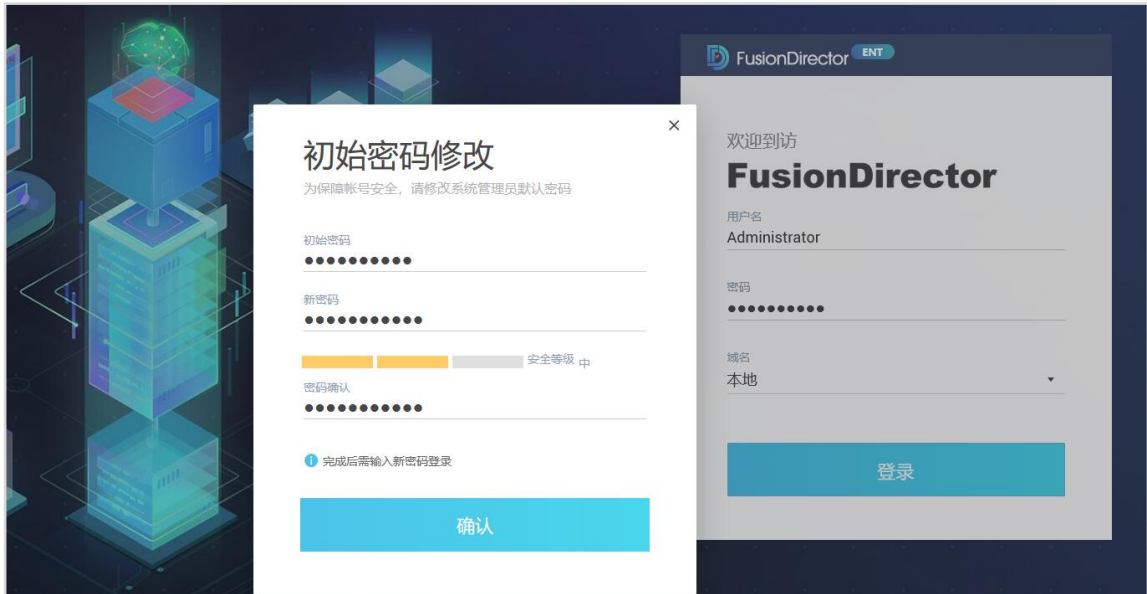 FusionDirector ENT
初始密码修改
为保障帐号安全，请修改系统管理员默认密码
初始密码
●●●●●●●●●●
新密码
●●●●●●●●●●●
安全等级 中
密码确认
●●●●●●●●●●●
完成后需输入新密码登录
确认
欢迎到访
FusionDirector
用户名
Administrator
密码
●●●●●●●●●●
域名
本地
登录